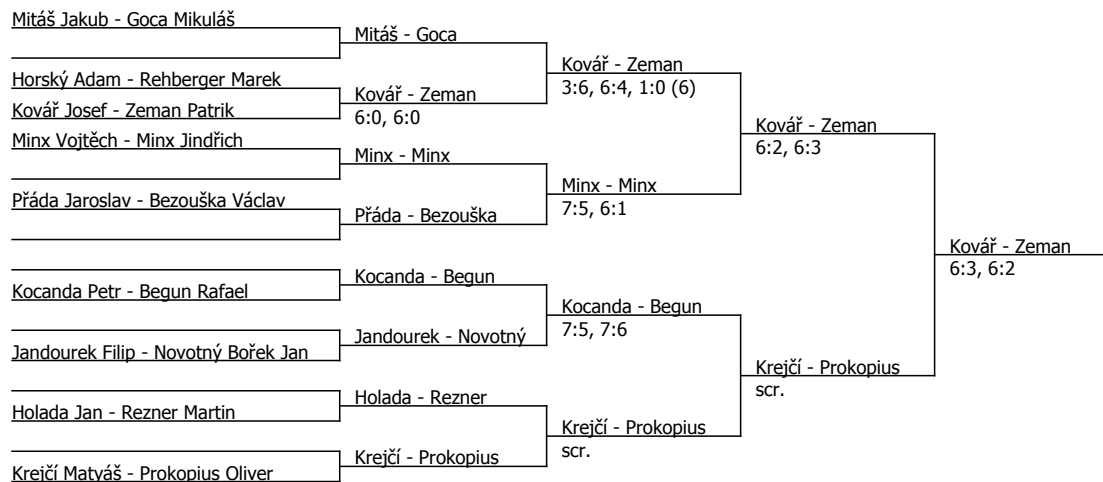 Mitáš Jakub - Goca Mikuláš
Horský Adam - Rehberger Marek
Kovář Josef - Zeman Patrik
Minx Vojtěch - Minx Jindřich
Přáda Jaroslav - Bezouška Václav
Kocanda Petr - Begun Rafael
Jandourek Filip - Novotný Bořek Jan
Holada Jan - Rezner Martin
Krejčí Matyáš - Prokopius Oliver
Mitáš - Goca
Kovář - Zeman
6:0, 6:0
Minx - Minx
Přáda - Bezouška
Kocanda - Begun
Jandourek - Novotný
Holada - Rezner
Krejčí - Prokopius
Kovář - Zeman
3:6, 6:4, 1:0 (6)
Minx - Minx
7:5, 6:1
Kocanda - Begun
7:5, 7:6
Krejčí - Prokopius
scr.
Kovář - Zeman
6:2, 6:3
Krejčí - Prokopius
scr.
Kovář - Zeman
6:3, 6:2